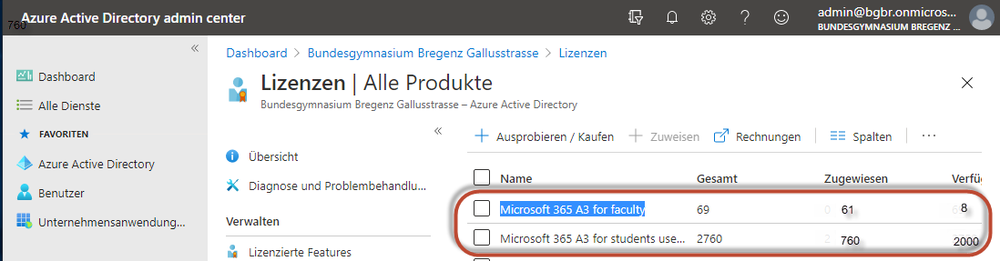 Azure Active Directory admin center
admin@bgbr.onmicros...
760
BUNDESGYMNASIUM BREGENZ ...
Dashboard
Alle Dienste
FAVORITEN
Azure Active Directory
Benutzer
Unternehmensanwendung...
Dashboard > Bundesgymnasium Bregenz Gallusstrasse > Lizenzen
Lizenzen | Alle Produkte
Bundesgymnasium Bregenz Gallusstrasse – Azure Active Directory
Übersicht
Diagnose und Problembehandlu...
Verwalten
Lizenzierte Features
Ausprobieren / Kaufen Zuweisen Rechnungen Spalten ...
Name Gesamt Zugewiesen Verfü
Microsoft 365 A3 for faculty 69 61 8
Microsoft 365 A3 for students use... 2760 760 2000